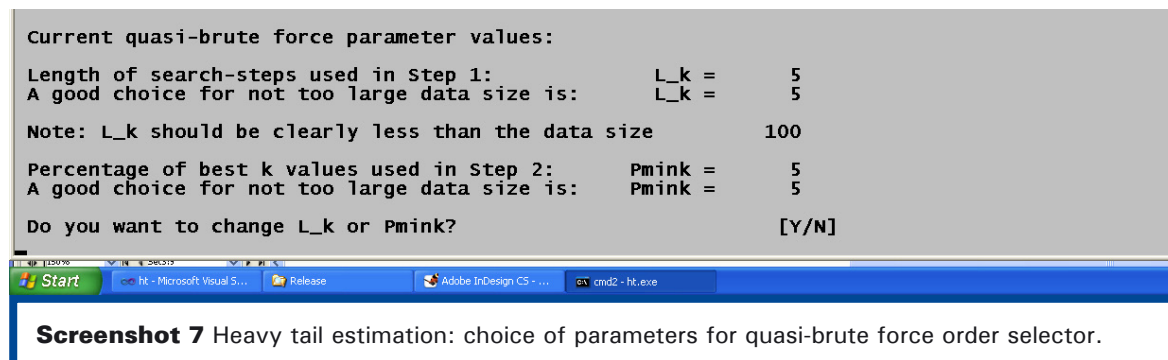 Current quasi-brute force parameter values:
Length of search-steps used in Step 1: L_k = 5
A good choice for not too large data size is: L_k = 5
Note: L_k should be clearly less than the data size 100
Percentage of best k values used in Step 2: Pmink = 5
A good choice for not too large data size is: Pmink = 5
Do you want to change L_k or Pmink? [Y/N]
Start ht - Microsoft Visual S... Release Adobe InDesign CS - ... cmd2 - ht.exe
Screenshot 7 Heavy tail estimation: choice of parameters for quasi-brute force order selector.